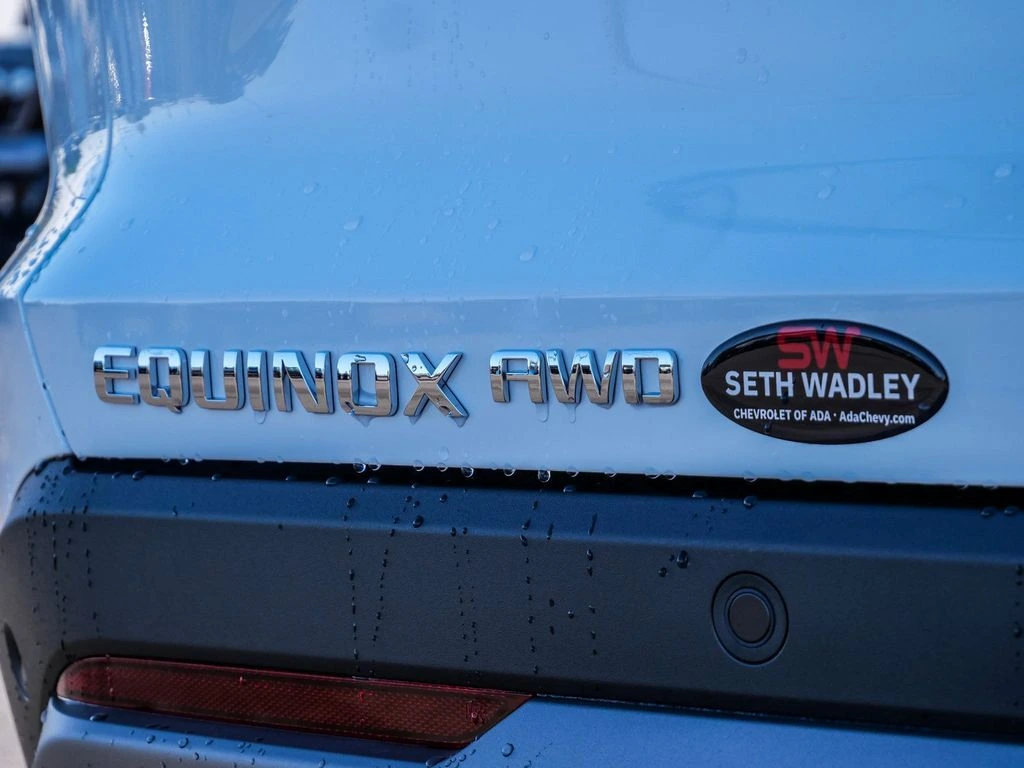 EQUINOX AWD
SW
SETH WADLEY
CHEVROLET OF ADA · AdaChevy.com